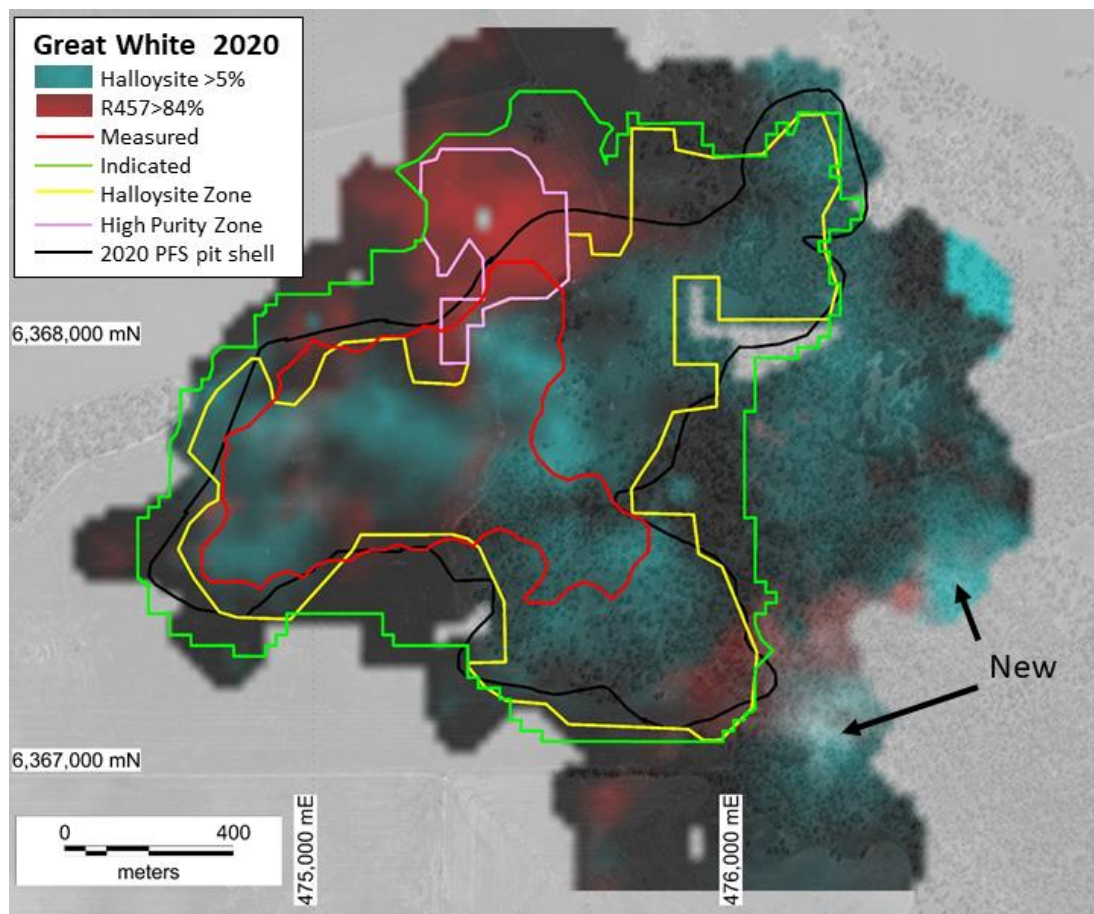 Great White 2020
Halloysite >5%
R457>84%
Measured
Indicated
Halloysite Zone
High Purity Zone
2020 PFS pit shell
6,368,000 mN
New
6,367,000 mN
0 400
meters
475,000 mE
476,000 mE